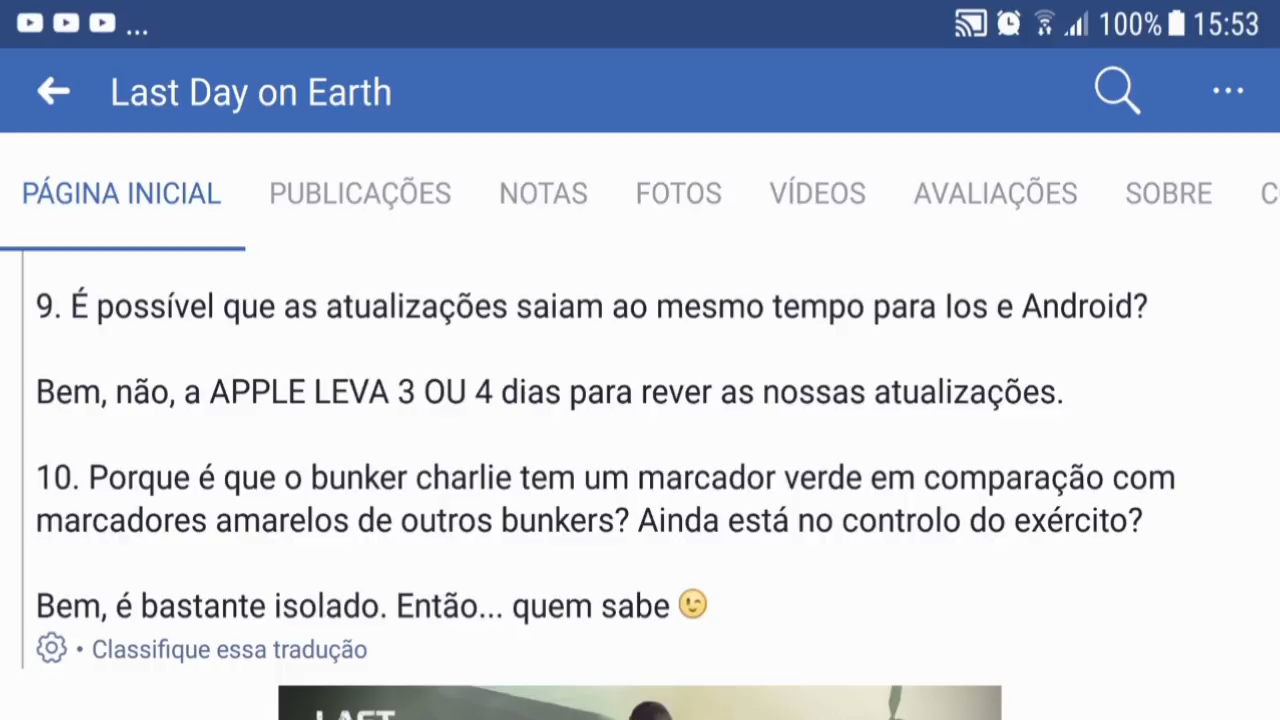 ... 100% 15:53
Last Day on Earth ...
PÁGINA INICIAL PUBLICAÇÕES NOTAS FOTOS VÍDEOS AVALIAÇÕES SOBRE
9. É possível que as atualizações saiam ao mesmo tempo para Ios e Android?
Bem, não, a APPLE LEVA 3 OU 4 dias para rever as nossas atualizações.
10. Porque é que o bunker charlie tem um marcador verde em comparação com
marcadores amarelos de outros bunkers? Ainda está no controlo do exército?
Bem, é bastante isolado. Então... quem sabe 😉
• Classifique essa tradução
LAST